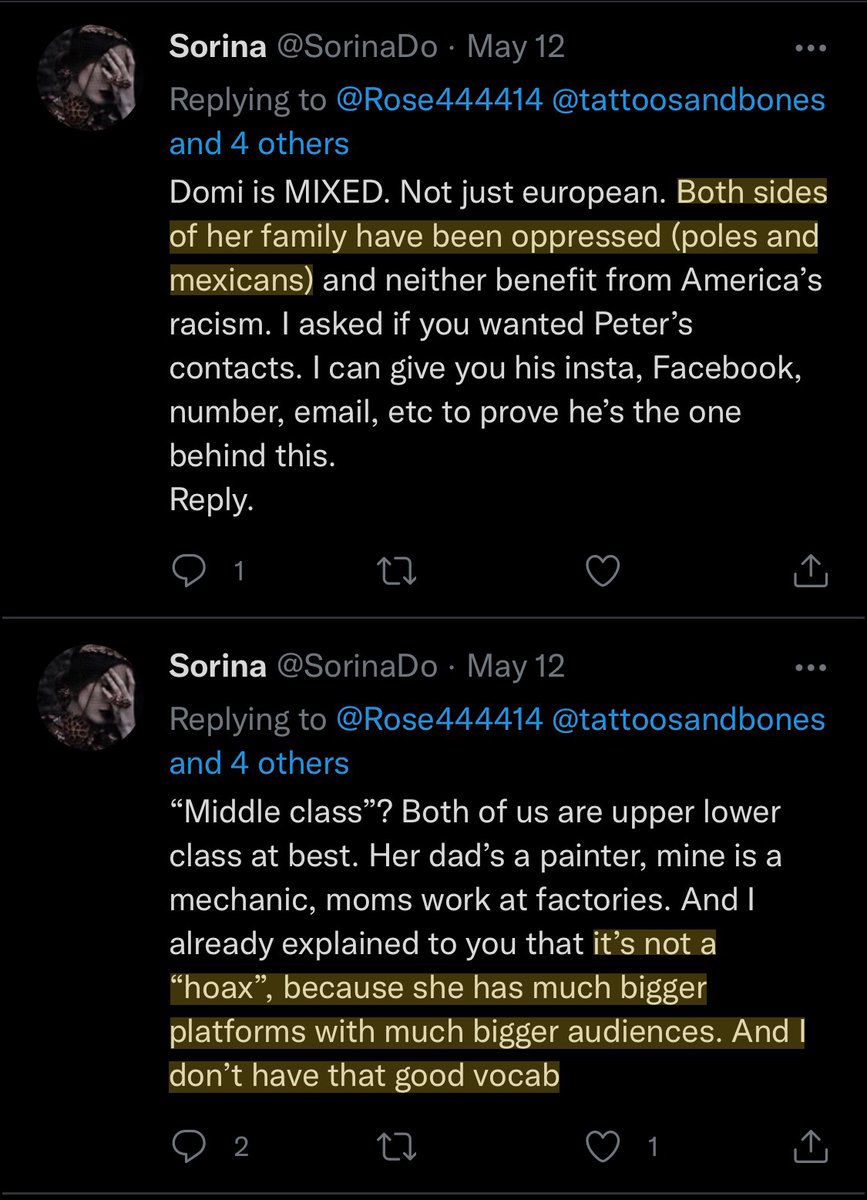 Sorina @SorinaDo · May 12
Replying to @Rose444414 @tattoosandbones
and 4 others
Domi is MIXED. Not just european. Both sides
of her family have been oppressed (poles and
mexicans) and neither benefit from America’s
racism. I asked if you wanted Peter’s
contacts. I can give you his insta, Facebook,
number, email, etc to prove he’s the one
behind this.
Reply.
1
Sorina @SorinaDo · May 12
Replying to @Rose444414 @tattoosandbones
and 4 others
“Middle class”? Both of us are upper lower
class at best. Her dad’s a painter, mine is a
mechanic, moms work at factories. And I
already explained to you that it’s not a
“hoax”, because she has much bigger
platforms with much bigger audiences. And I
don’t have that good vocab
2 1